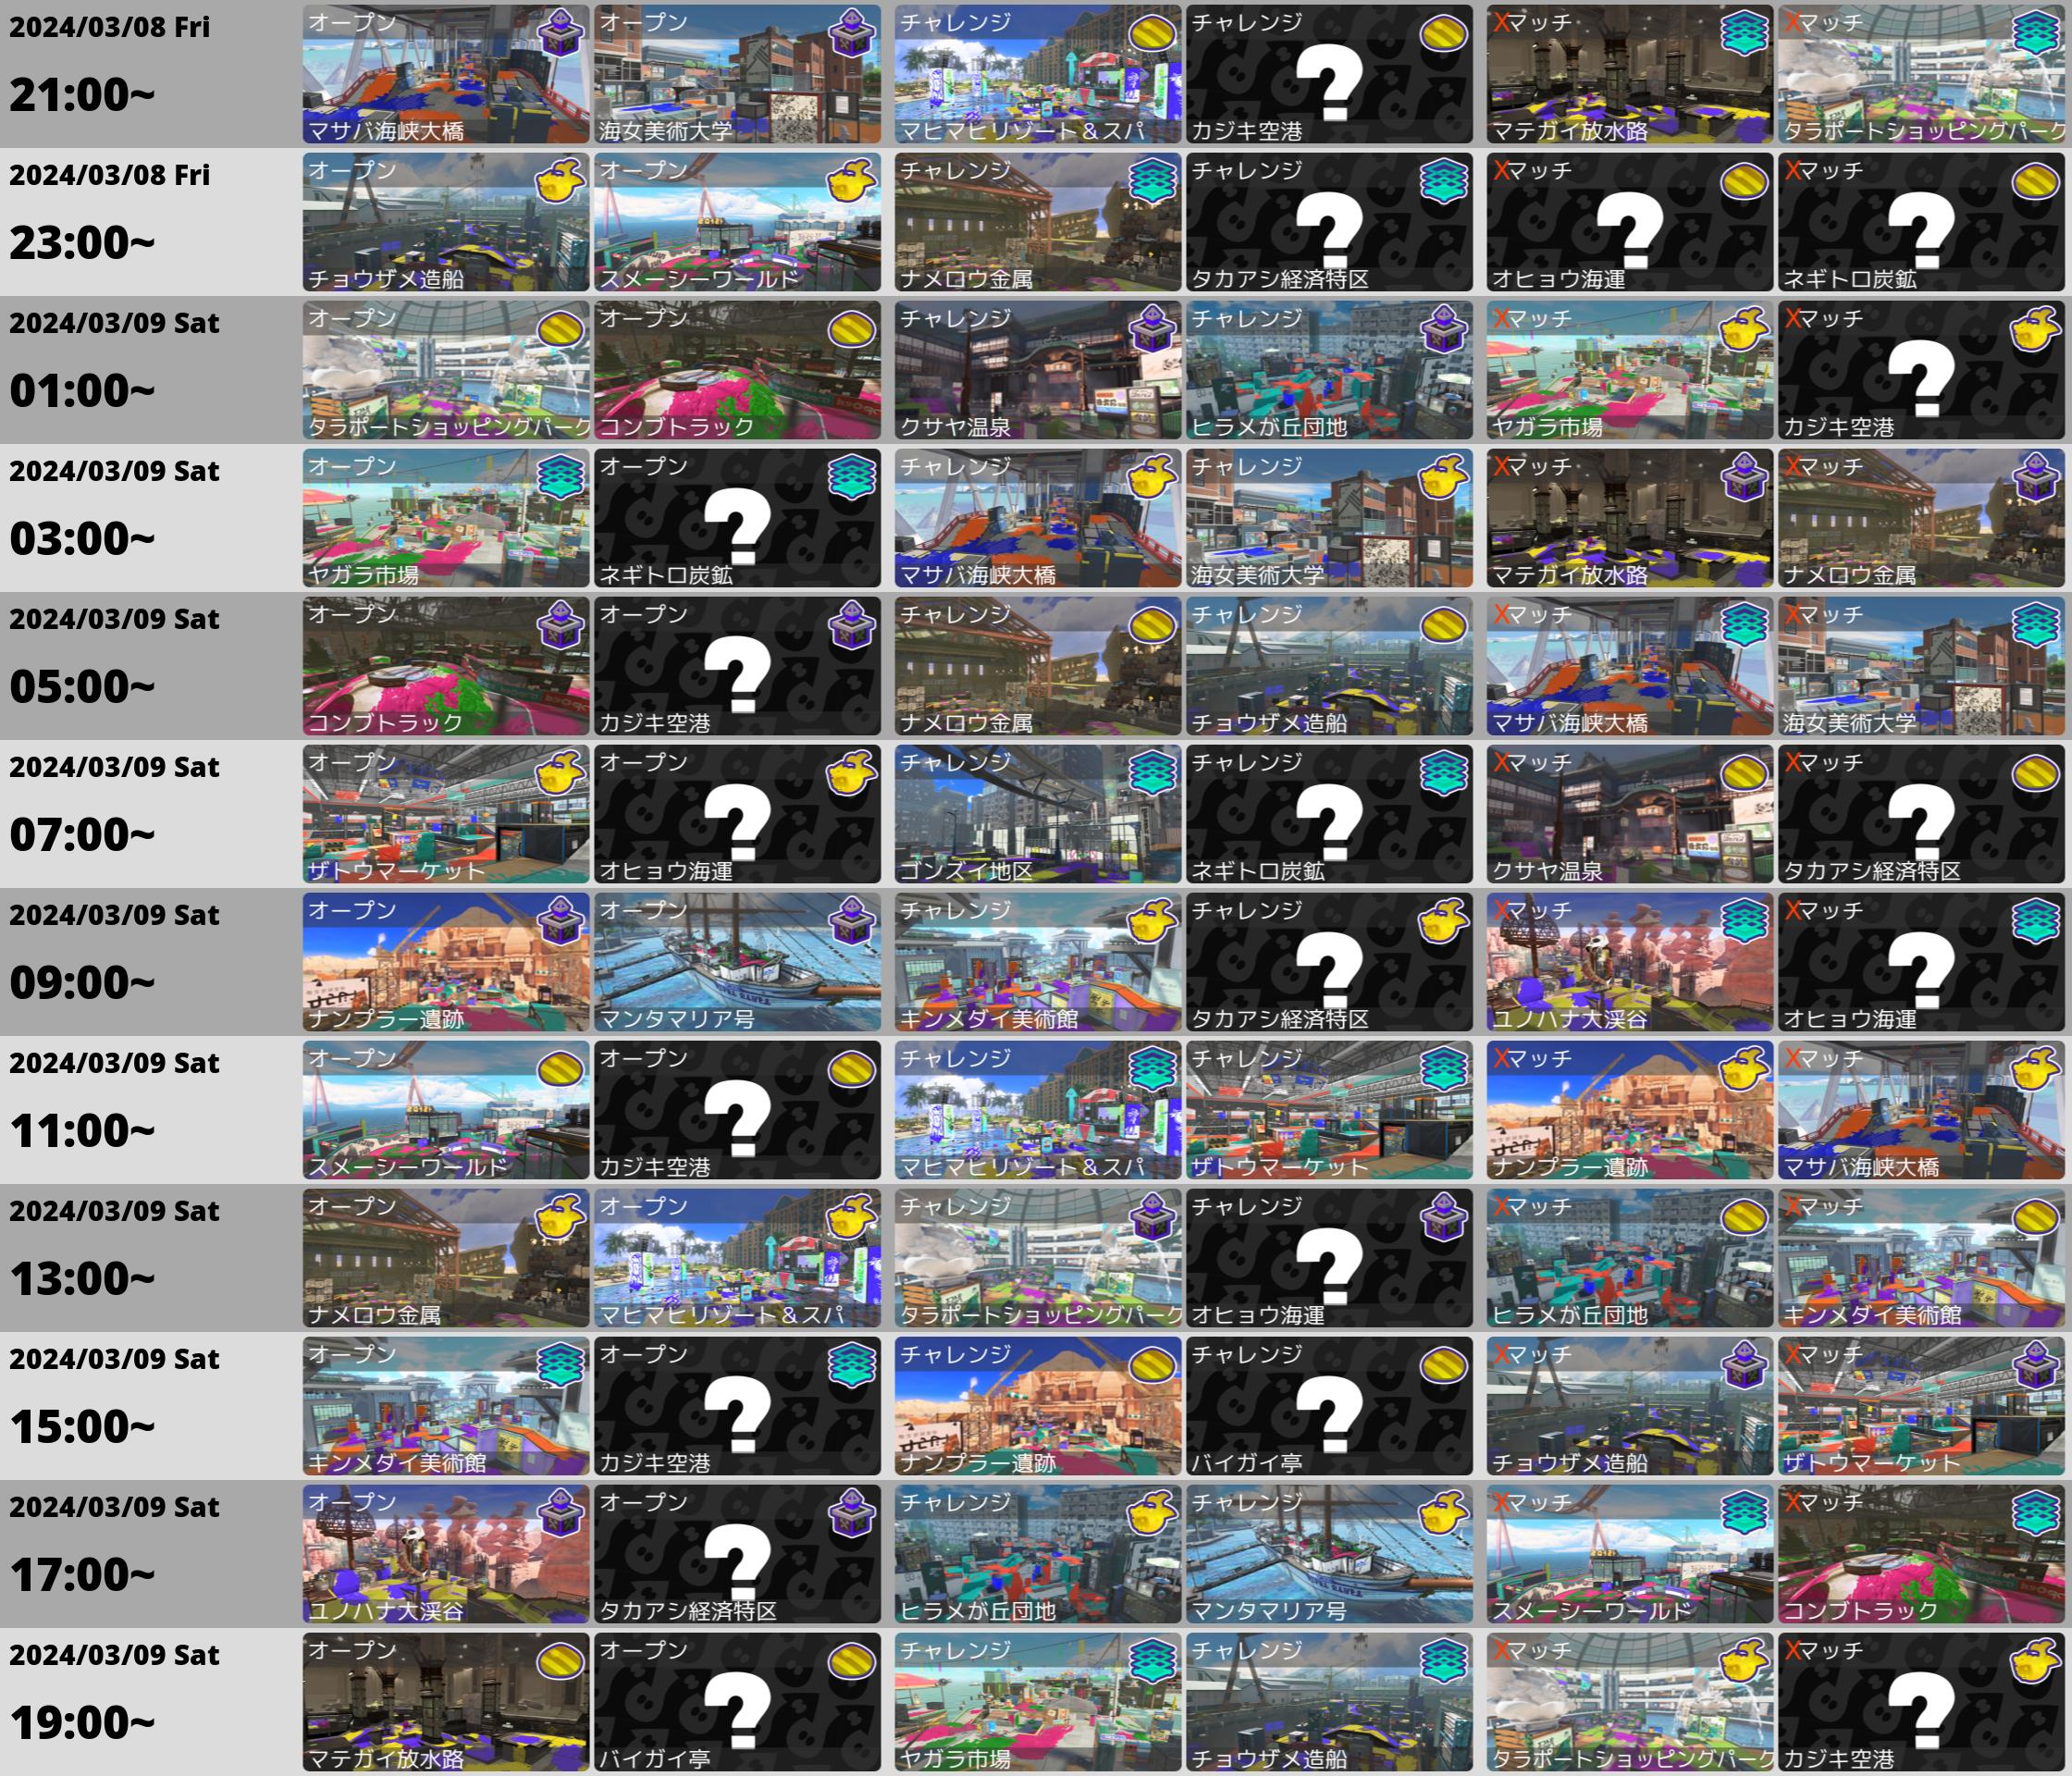 2024/03/08 Fri
21:00~
オープン
マサバ海峡大橋
オープン
海女美術大学
チャレンジ
マヒマヒリゾート＆スパ
チャレンジ
カジキ空港
Xマッチ
マテガイ放水路
Xマッチ
タラポートショッピングパーク
2024/03/08 Fri
23:00~
オープン
チョウザメ造船
オープン
スメーシーワールド
チャレンジ
ナメロウ金属
チャレンジ
タカアシ経済特区
Xマッチ
オヒョウ海運
Xマッチ
ネギトロ炭鉱
2024/03/09 Sat
01:00~
オープン
タラポートショッピングパーク
オープン
コンブトラック
チャレンジ
クサヤ温泉
チャレンジ
ヒラメが丘団地
Xマッチ
ヤガラ市場
Xマッチ
カジキ空港
2024/03/09 Sat
03:00~
オープン
ヤガラ市場
オープン
ネギトロ炭鉱
チャレンジ
マサバ海峡大橋
チャレンジ
海女美術大学
Xマッチ
マテガイ放水路
Xマッチ
ナメロウ金属
2024/03/09 Sat
05:00~
オープン
コンブトラック
オープン
カジキ空港
チャレンジ
ナメロウ金属
チャレンジ
チョウザメ造船
Xマッチ
マサバ海峡大橋
Xマッチ
海女美術大学
2024/03/09 Sat
07:00~
オープン
ザトウマーケット
オープン
オヒョウ海運
チャレンジ
ゴンズイ地区
チャレンジ
ネギトロ炭鉱
Xマッチ
クサヤ温泉
Xマッチ
タカアシ経済特区
2024/03/09 Sat
09:00~
オープン
ナンプラー遺跡
オープン
マンタマリア号
チャレンジ
キンメダイ美術館
チャレンジ
タカアシ経済特区
Xマッチ
ユノハナ大渓谷
Xマッチ
オヒョウ海運
2024/03/09 Sat
11:00~
オープン
スメーシーワールド
オープン
カジキ空港
チャレンジ
マヒマヒリゾート＆スパ
チャレンジ
ザトウマーケット
Xマッチ
ナンプラー遺跡
Xマッチ
マサバ海峡大橋
2024/03/09 Sat
13:00~
オープン
ナメロウ金属
オープン
マヒマヒリゾート＆スパ
チャレンジ
タラポートショッピングパーク
チャレンジ
オヒョウ海運
Xマッチ
ヒラメが丘団地
Xマッチ
キンメダイ美術館
2024/03/09 Sat
15:00~
オープン
キンメダイ美術館
オープン
カジキ空港
チャレンジ
ナンプラー遺跡
チャレンジ
バイガイ亭
Xマッチ
チョウザメ造船
Xマッチ
ザトウマーケット
2024/03/09 Sat
17:00~
オープン
ユノハナ大渓谷
オープン
タカアシ経済特区
チャレンジ
ヒラメが丘団地
チャレンジ
マンタマリア号
Xマッチ
スメーシーワールド
Xマッチ
コンブトラック
2024/03/09 Sat
19:00~
オープン
マテガイ放水路
オープン
バイガイ亭
チャレンジ
ヤガラ市場
チャレンジ
チョウザメ造船
Xマッチ
タラポートショッピングパーク
Xマッチ
カジキ空港